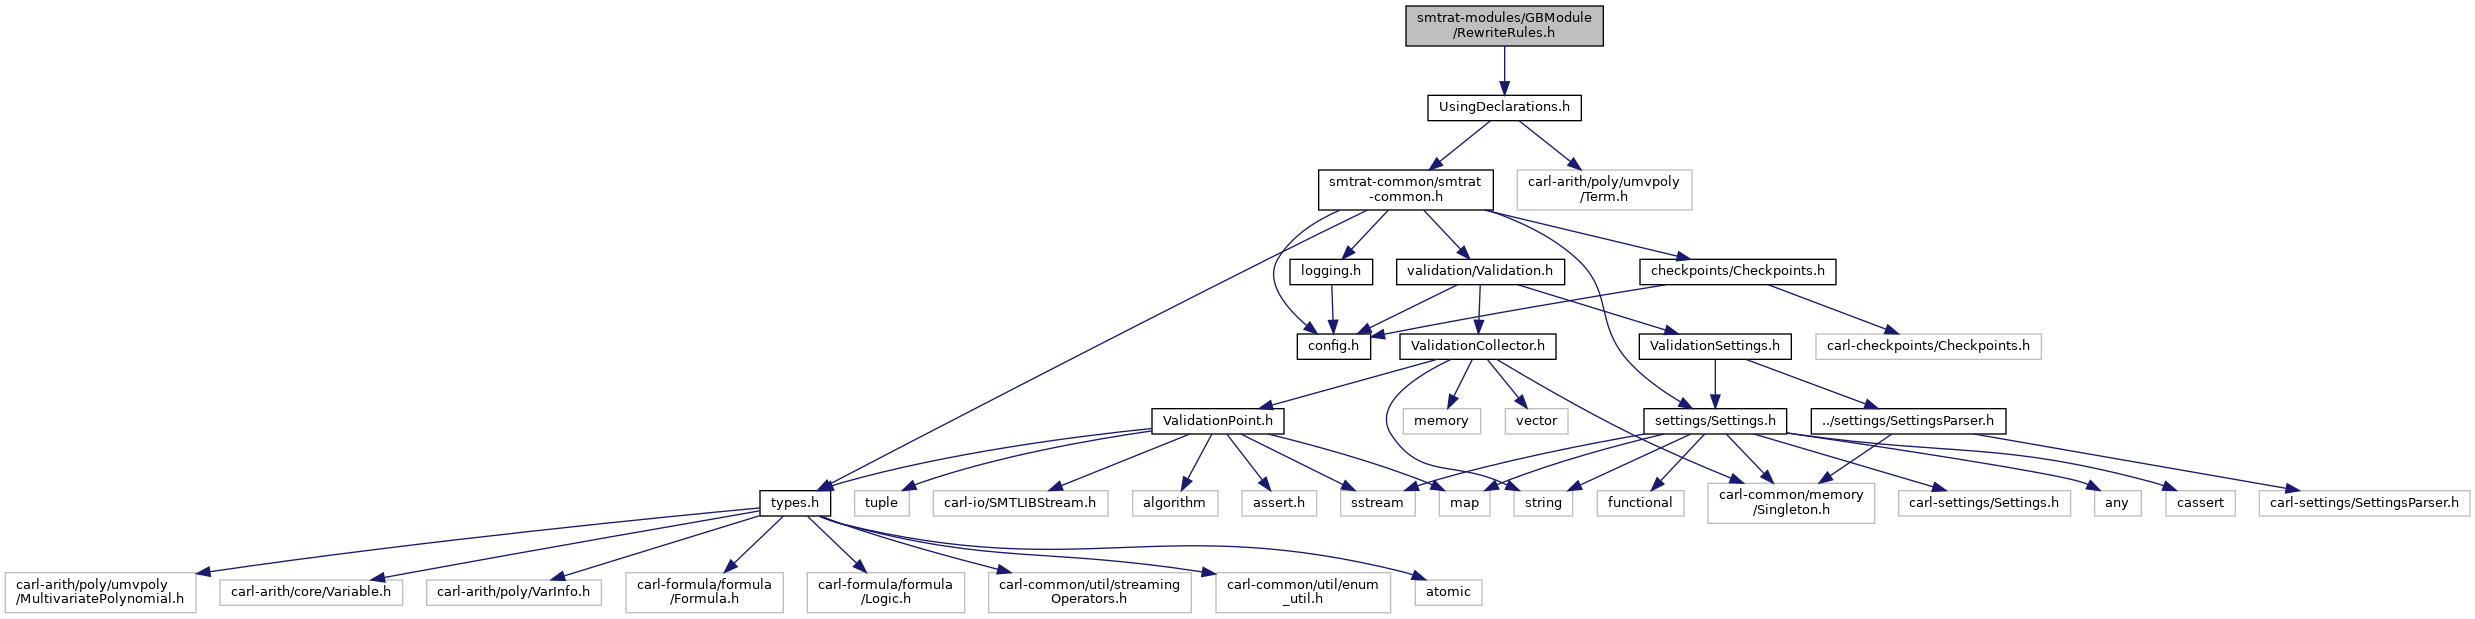 smtrat-modules/GBModule
/RewriteRules.h
UsingDeclarations.h
smtrat-common/smtrat
-common.h
carl-arith/poly/umvpoly
/Term.h
logging.h
validation/Validation.h
checkpoints/Checkpoints.h
config.h
ValidationCollector.h
ValidationSettings.h
carl-checkpoints/Checkpoints.h
ValidationPoint.h
memory
vector
settings/Settings.h
../settings/SettingsParser.h
types.h
tuple
carl-io/SMTLIBStream.h
algorithm
assert.h
sstream
map
string
functional
carl-common/memory
/Singleton.h
carl-settings/Settings.h
any
cassert
carl-settings/SettingsParser.h
carl-arith/poly/umvpoly
/MultivariatePolynomial.h
carl-arith/core/Variable.h
carl-arith/poly/VarInfo.h
carl-formula/formula
/Formula.h
carl-formula/formula
/Logic.h
carl-common/util/streaming
Operators.h
carl-common/util/enum
_util.h
atomic